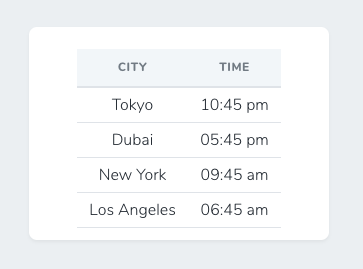 CITY TIME
Tokyo 10:45 pm
Dubai 05:45 pm
New York 09:45 am
Los Angeles 06:45 am